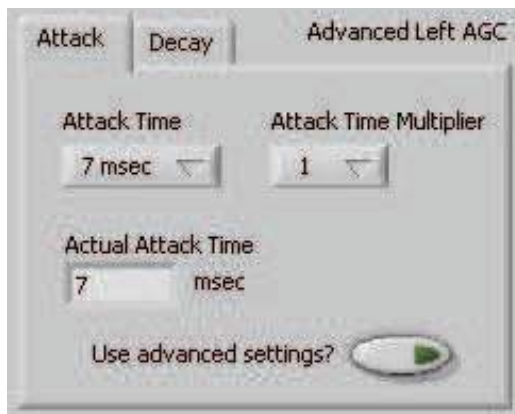 Attack Decay Advanced Left AGC
Attack Time Attack Time Multiplier
7 msec 1
Actual Attack Time
7 msec
Use advanced settings?